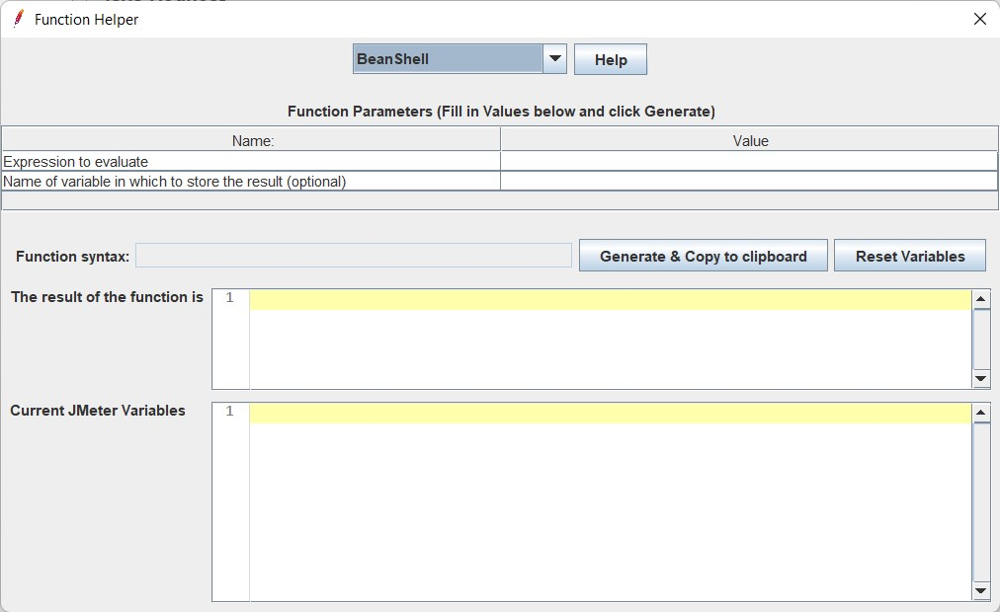 Function Helper
BeanShell
Help
Function Parameters (Fill in Values below and click Generate)
Name: Value
Expression to evaluate
Name of variable in which to store the result (optional)
Function syntax: Generate & Copy to clipboard Reset Variables
The result of the function is 1
Current JMeter Variables 1